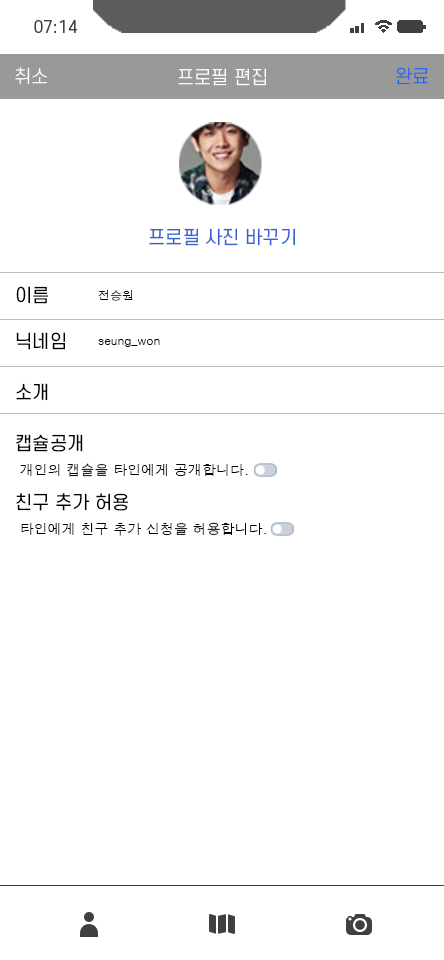 07:14
취소 프로필 편집 완료
프로필 사진 바꾸기
이름 전승원
닉네임 seung_won
소개
캡슐공개
개인의 캡슐을 타인에게 공개합니다.
친구 추가 허용
타인에게 친구 추가 신청을 허용합니다.